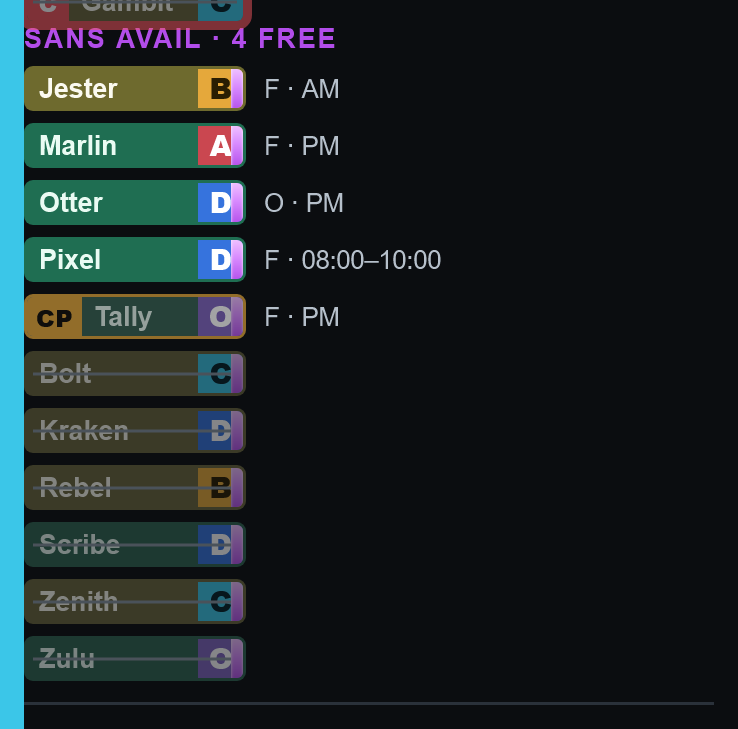 C Gambit C
SANS AVAIL · 4 FREE
Jester B F · AM
Marlin A F · PM
Otter D O · PM
Pixel D F · 08:00–10:00
CP Tally O F · PM
Bolt C
Kraken D
Rebel B
Scribe D
Zenith C
Zulu O